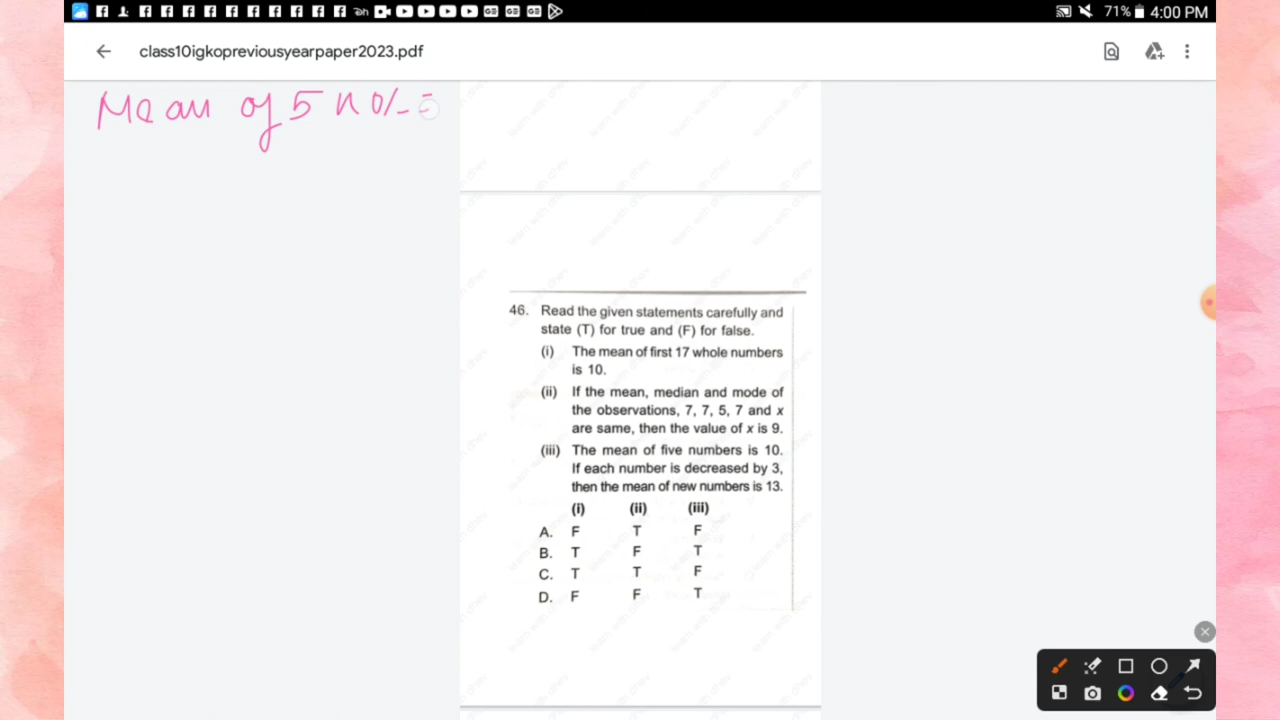 71% 4:00 PM
class10igkopreviousyearpaper2023.pdf
Mean of 5 no/- =
46. Read the given statements carefully and
state (T) for true and (F) for false.
(i) The mean of first 17 whole numbers
is 10.
(ii) If the mean, median and mode of
the observations, 7, 7, 5, 7 and x
are same, then the value of x is 9.
(iii) The mean of five numbers is 10.
If each number is decreased by 3,
then the mean of new numbers is 13.
(i) (ii) (iii)
A. F T F
B. T F T
C. T T F
D. F F T